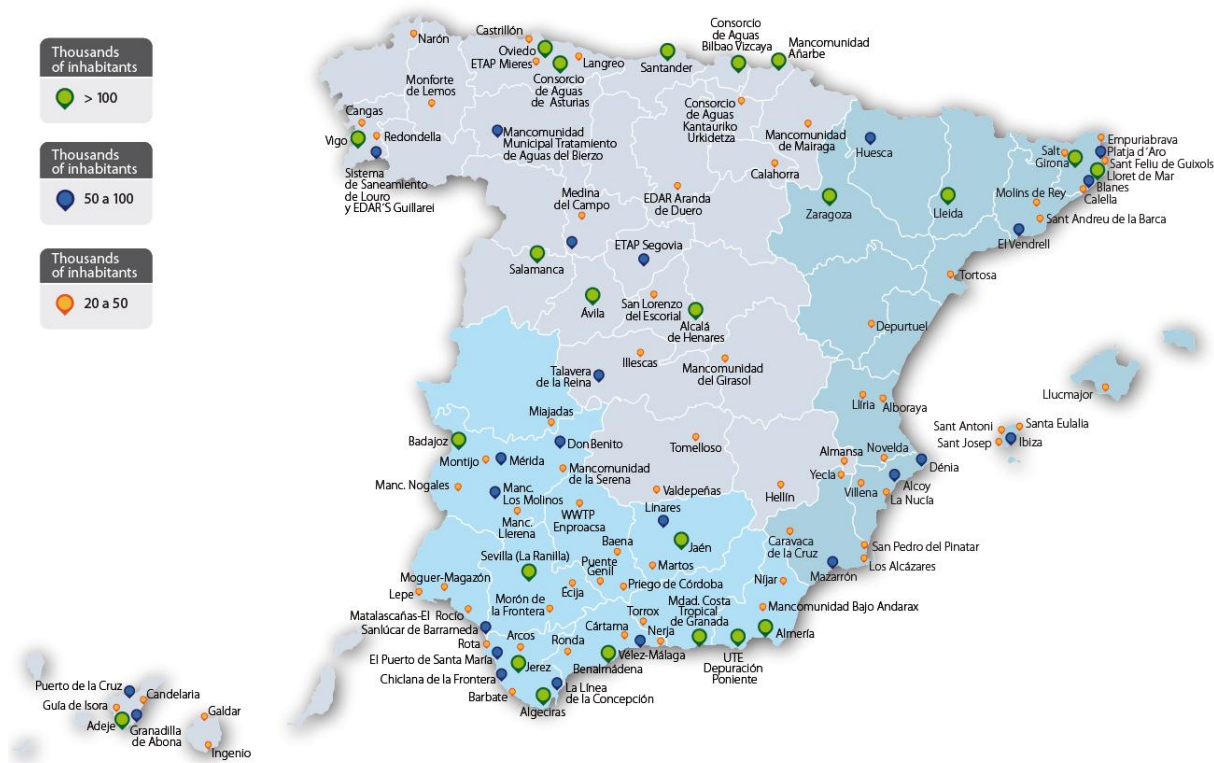 Thousands
of inhabitants
> 100
Thousands
of inhabitants
50 a 100
Thousands
of inhabitants
20 a 50
Narón
Castrillón
Oviedo
ETAP Mieres
Langreo
Consorcio
de Aguas
de Asturias
Santander
Consorcio
de Aguas
Bilbao Vizcaya
Mancomunidad
Añarbe
Monforte
de Lemos
Cangas
Vigo
Redondella
Sistema
de Saneamiento
de Louro
y EDAR'S Guillarei
Mancomunidad
Municipal Tratamiento
de Aguas del Bierzo
Consorcio
de Aguas
Kantauriko
Urkidetza
Mancomunidad
de Mairaga
Calahorra
Huesca
Medina
del Campo
EDAR Aranda
de Duero
Zaragoza
Lleida
Empuriabrava
Platja d´Aro
Salt
Girona
Sant Feliu de Guixols
Lloret de Mar
Blanes
Calella
Molins de Rey
Sant Andreu de la Barca
El Vendrell
Tortosa
Salamanca
ETAP Segovia
Ávila
San Lorenzo
del Escorial
Alcalá
de Henares
Depurtuel
Illescas
Mancomunidad
del Girasol
Talavera
de la Reina
Llíria
Alboraya
Llucmajor
Sant Antoni
Santa Eulalia
Sant Josep
Ibiza
Miajadas
Badajoz
Don Benito
Montijo
Mérida
Mancomunidad
de la Serena
Manc. Nogales
Manc.
Los Molinos
Manc.
Llerena
WWTP
Enproacsa
Tomelloso
Valdepeñas
Almansa
Novelda
Yecla
Hellín
Villena
Dénia
Alcoy
La Nucía
Linares
Baena
Jaén
Caravaca
de la Cruz
San Pedro del Pinatar
Los Alcázares
Mazarrón
Sevilla (La Ranilla)
Puente
Genil
Martos
Moguer-Magazón
Lepe
Écija
Priego de Córdoba
Níjar
Morón de
la Frontera
Matalascañas-El Rocío
Sanlúcar de Barrameda
Torrox
Mdad. Costa
Tropical
de Granada
Mancomunidad Bajo Andarax
Cártama
Nerja
Almería
Rota
Arcos
Ronda
El Puerto de Santa María
Jerez
Benalmádena
Vélez-Málaga
UTE
Depuración
Poniente
Chiclana de la Frontera
Barbate
La Línea
de la Concepción
Algeciras
Puerto de la Cruz
Candelaria
Guía de Isora
Adeje
Granadilla
de Abona
Galdar
Ingenio